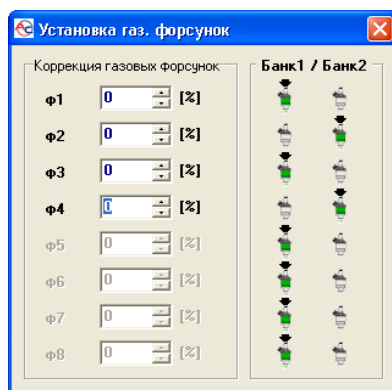 AC Установка газ. форсунок
Коррекция газовых форсунок Банк1 / Банк2
ф1 0 [%]
ф2 0 [%]
ф3 0 [%]
ф4 0 [%]
ф5 0 [%]
ф6 0 [%]
ф7 0 [%]
ф8 0 [%]